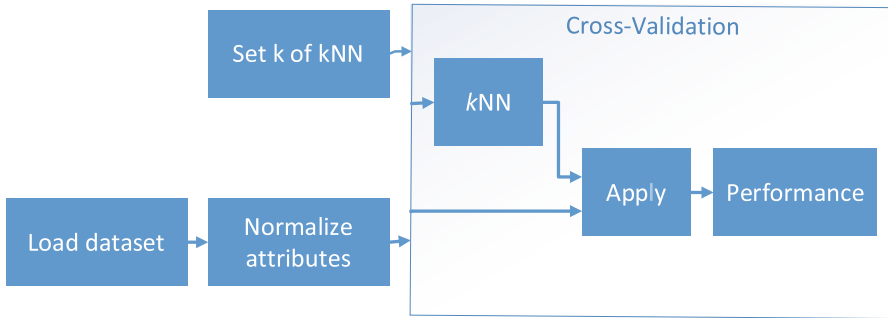 Cross-Validation
Set k of kNN
kNN
Apply
Performance
Load dataset
Normalize
attributes